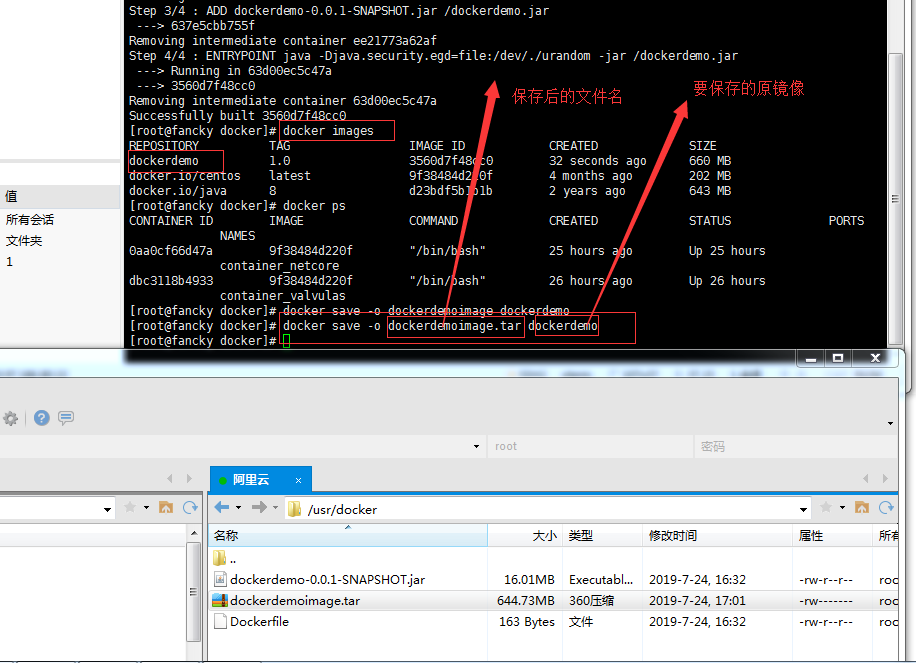 Step 3/4 : ADD dockerdemo-0.0.1-SNAPSHOT.jar /dockerdemo.jar
---> 637e5cbb755f
Removing intermediate container ee21773a62af
Step 4/4 : ENTRYPOINT java -Djava.security.egd=file:/dev/./urandom -jar /dockerdemo.jar
---> Running in 63d00ec5c47a
---> 3560d7f48cc0
Removing intermediate container 63d00ec5c47a
Successfully built 3560d7f48cc0
保存后的文件名
要保存的原镜像
[root@fancky docker]# docker images
REPOSITORY TAG IMAGE ID CREATED SIZE
dockerdemo 1.0 3560d7f48cc0 32 seconds ago 660 MB
docker.io/centos latest 9f38484d220f 4 months ago 202 MB
docker.io/java 8 d23bdf5b1b1b 2 years ago 643 MB
[root@fancky docker]# docker ps
CONTAINER ID IMAGE COMMAND CREATED STATUS PORTS
NAMES
0aa0cf66d47a 9f38484d220f "/bin/bash" 25 hours ago Up 25 hours
container_netcore
dbc3118b4933 9f38484d220f "/bin/bash" 26 hours ago Up 26 hours
container_valvulas
[root@fancky docker]# docker save -o dockerdemoimage dockerdemo
[root@fancky docker]# docker save -o dockerdemoimage.tar dockerdemo
[root@fancky docker]#
值
所有会话
文件夹
1
root 密码
阿里云
/usr/docker
名称 大小 类型 修改时间 属性 所有
..
dockerdemo-0.0.1-SNAPSHOT.jar 16.01MB Executabl... 2019-7-24, 16:32 -rw-r--r-- roo
dockerdemoimage.tar 644.73MB 360压缩 2019-7-24, 17:01 -rw------- roo
Dockerfile 163 Bytes 文件 2019-7-24, 16:32 -rw-r--r-- roo